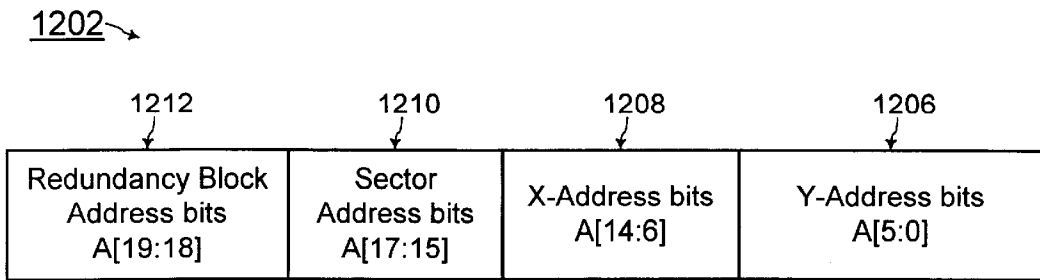 1202
1212 1210 1208 1206
Redundancy Block
Address bits
A[19:18]
Sector
Address bits
A[17:15]
X-Address bits
A[14:6]
Y-Address bits
A[5:0]